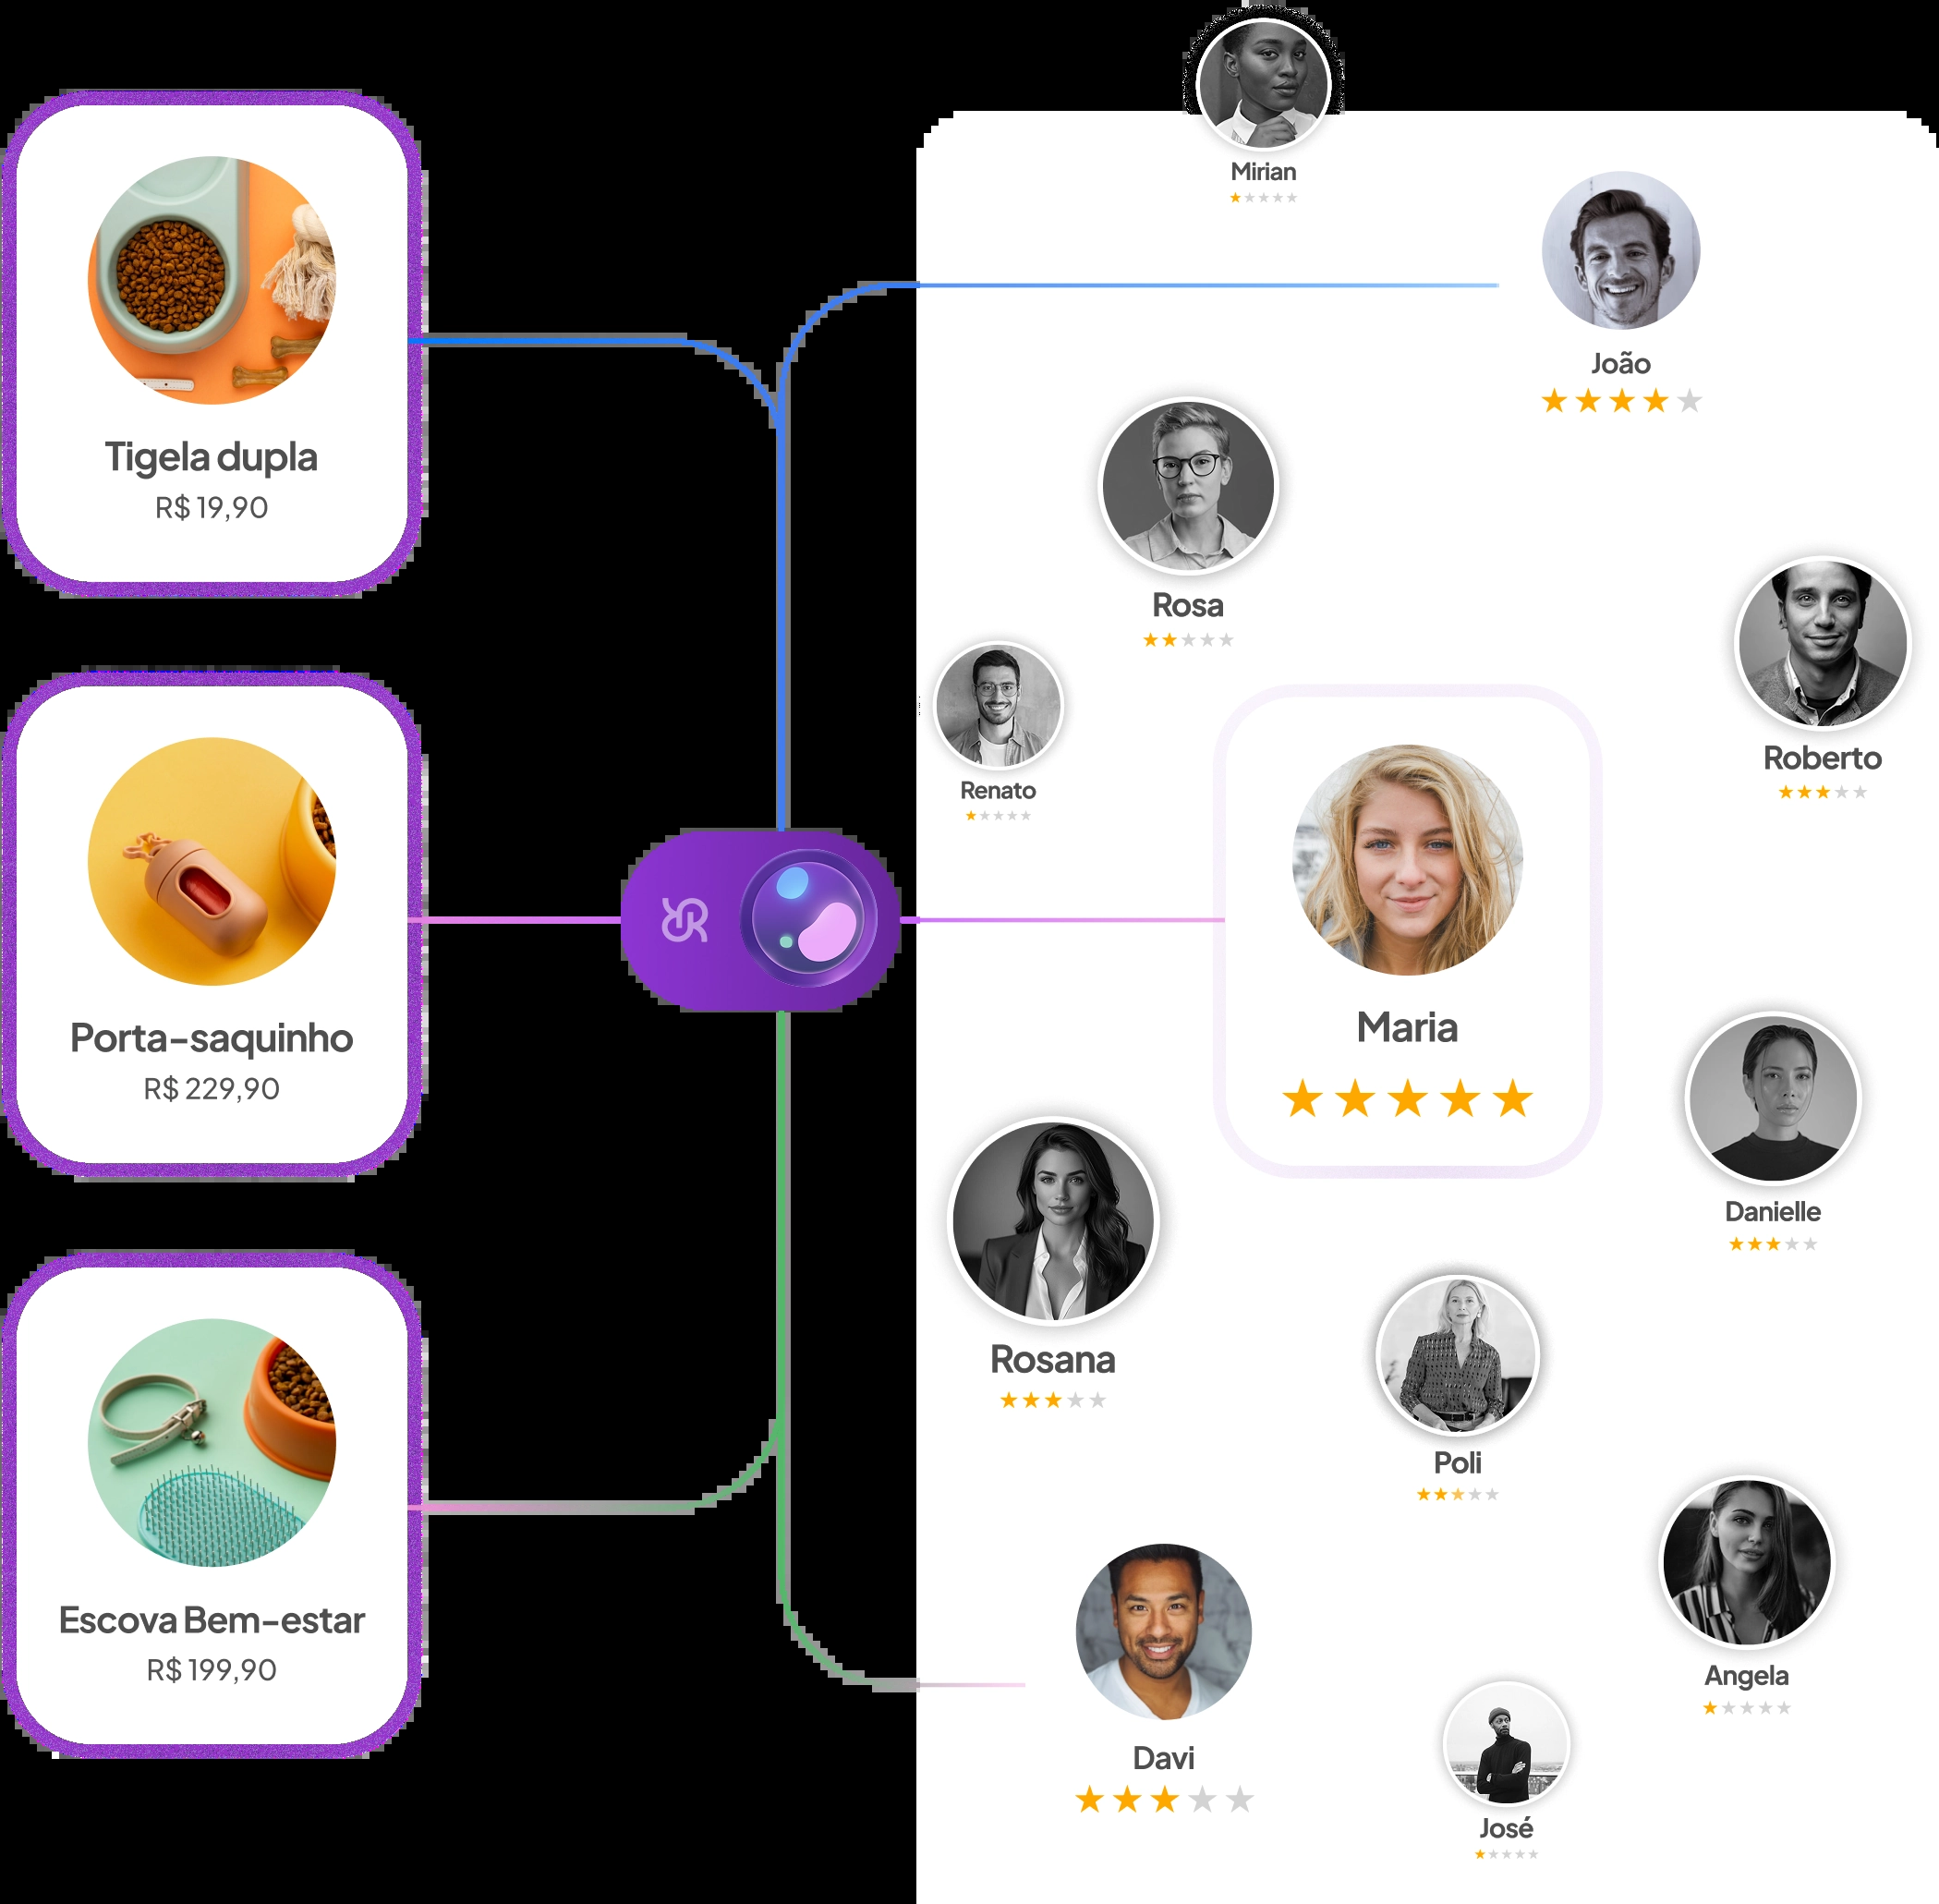 Tigela dupla
R$ 19,90
Porta-saquinho
R$ 229,90
Escova Bem-estar
R$ 199,90
Mirian
João
Rosa
Renato
Roberto
Maria
Danielle
Rosana
Poli
Angela
Davi
José